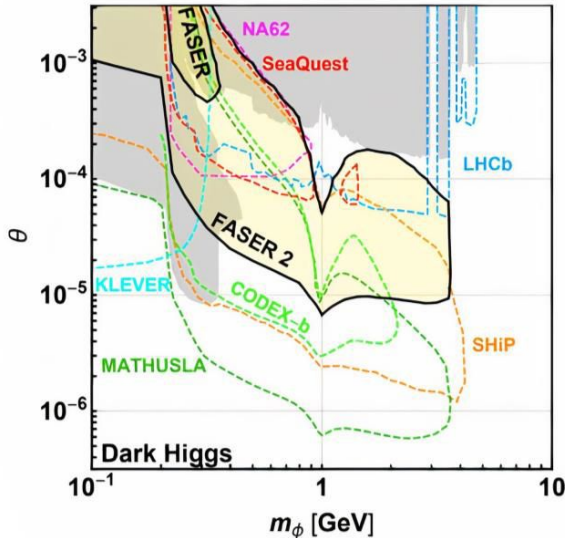 10⁻³
10⁻⁴
10⁻⁵
10⁻⁶
θ
FASER
NA62
SeaQuest
LHCb
FASER 2
KLEVER
CODEX-b
MATHUSLA
SHiP
Dark Higgs
10⁻¹
1
10
mϕ [GeV]